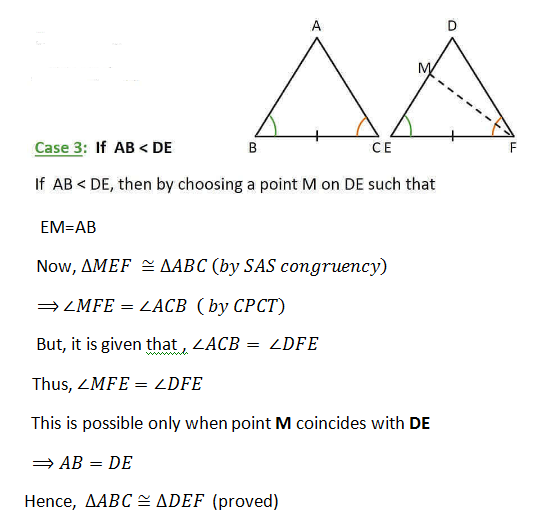 A
D
M
B
C E
F
Case 3: If AB < DE
If AB < DE, then by choosing a point M on DE such that
EM=AB
Now, ΔMEF ≅ ΔABC (by SAS congruency)
⟹ ∠MFE = ∠ACB ( by CPCT)
But, it is given that , ∠ACB = ∠DFE
Thus, ∠MFE = ∠DFE
This is possible only when point M coincides with DE
⟹ AB = DE
Hence, ΔABC ≅ ΔDEF (proved)